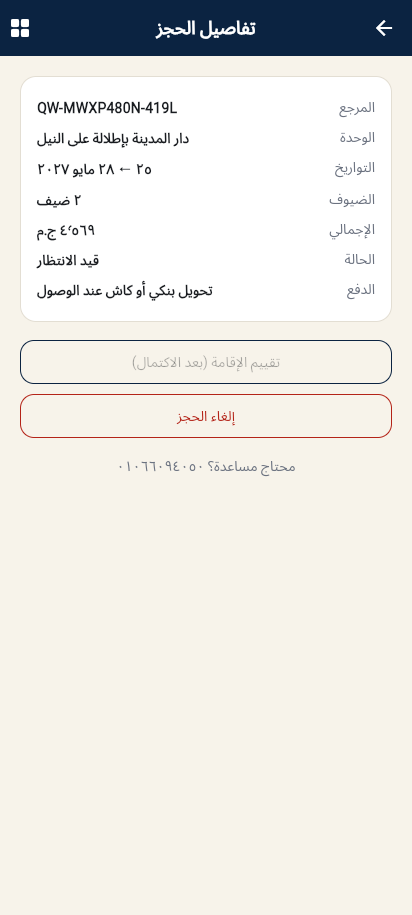 تفاصيل الحجز
المرجع QW-MWXP480N-419L
الوحدة دار المدينة بإطلالة على النيل
التواريخ ٢٥ ← ٢٨ مايو ٢٠٢٧
الضيوف ٢ ضيف
الإجمالي ٤٬٥٦٩ ج.م
الحالة قيد الانتظار
الدفع تحويل بنكي أو كاش عند الوصول
تقييم الإقامة (بعد الاكتمال)
إلغاء الحجز
محتاج مساعدة؟ ٠١٠٦٦٠٩٤٠٥٠